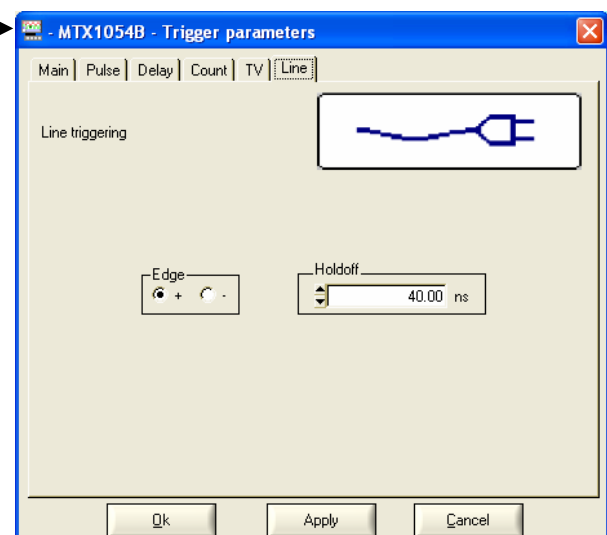 - MTX1054B - Trigger parameters
Main Pulse Delay Count TV Line
Line triggering
Edge
+ -
Holdoff
40.00 ns
Ok Apply Cancel